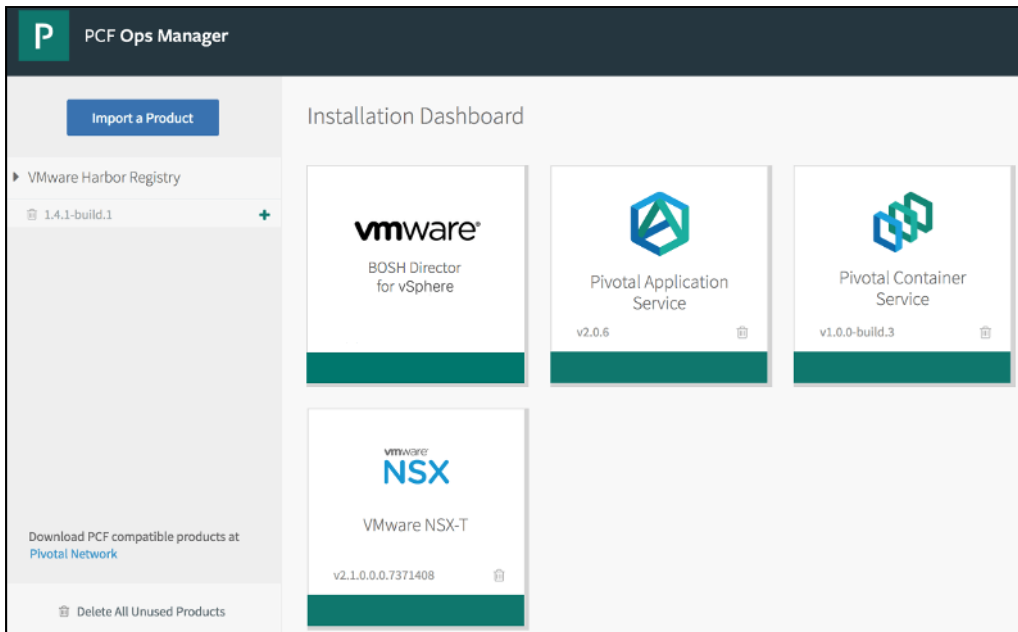 P
PCF Ops Manager
Import a Product
VMware Harbor Registry
1.4.1-build.1
Download PCF compatible products at
Pivotal Network
Delete All Unused Products
Installation Dashboard
vmware®
BOSH Director
for vSphere
Pivotal Application
Service
v2.0.6
Pivotal Container
Service
v1.0.0-build.3
vmware®
NSX
VMware NSX-T
v2.1.0.0.0.7371408